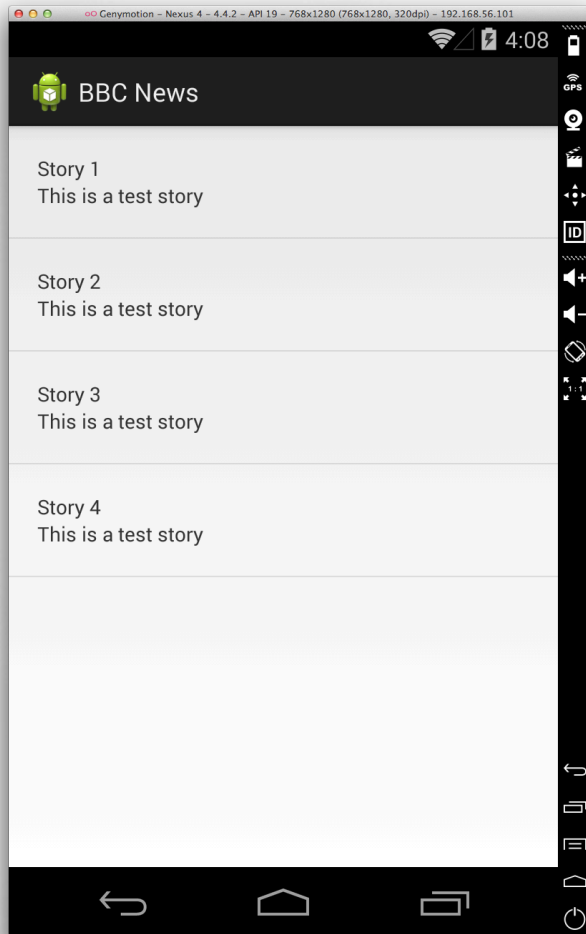 Genymotion – Nexus 4 – 4.4.2 – API 19 – 768x1280 (768x1280, 320dpi) – 192.168.56.101
4:08
BBC News
Story 1
This is a test story
Story 2
This is a test story
Story 3
This is a test story
Story 4
This is a test story
GPS
ID
1:1